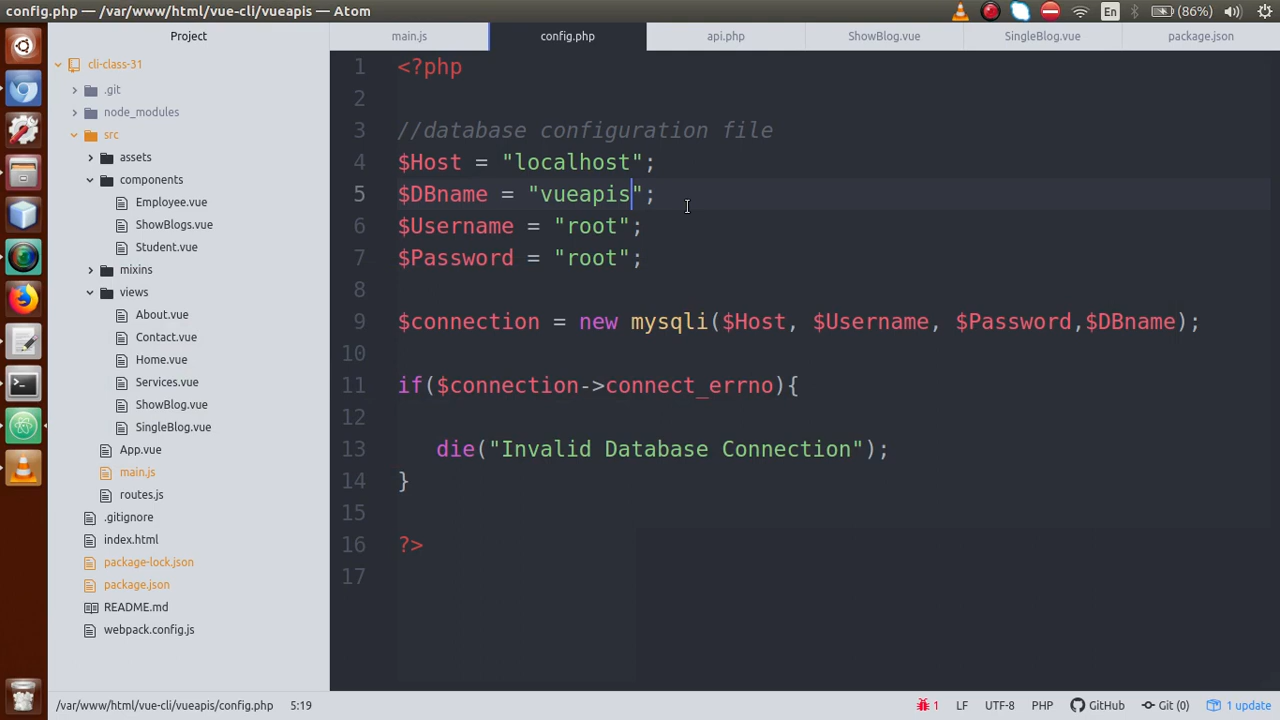 config.php — /var/www/html/vue-cli/vueapis — Atom
En
(86%)
Project
main.js
config.php
api.php
ShowBlog.vue
SingleBlog.vue
package.json
cli-class-31
.git
node_modules
src
assets
components
Employee.vue
ShowBlogs.vue
Student.vue
mixins
views
About.vue
Contact.vue
Home.vue
Services.vue
ShowBlog.vue
SingleBlog.vue
App.vue
main.js
routes.js
.gitignore
index.html
package-lock.json
package.json
README.md
webpack.config.js
1 <?php
2
3 //database configuration file
4 $Host = "localhost";
5 $DBname = "vueapis";
6 $Username = "root";
7 $Password = "root";
8
9 $connection = new mysqli($Host, $Username, $Password,$DBname);
10
11 if($connection->connect_errno){
12
13 die("Invalid Database Connection");
14 }
15
16 ?>
17
/var/www/html/vue-cli/vueapis/config.php 5:19
1 LF UTF-8 PHP GitHub Git (0) 1 update